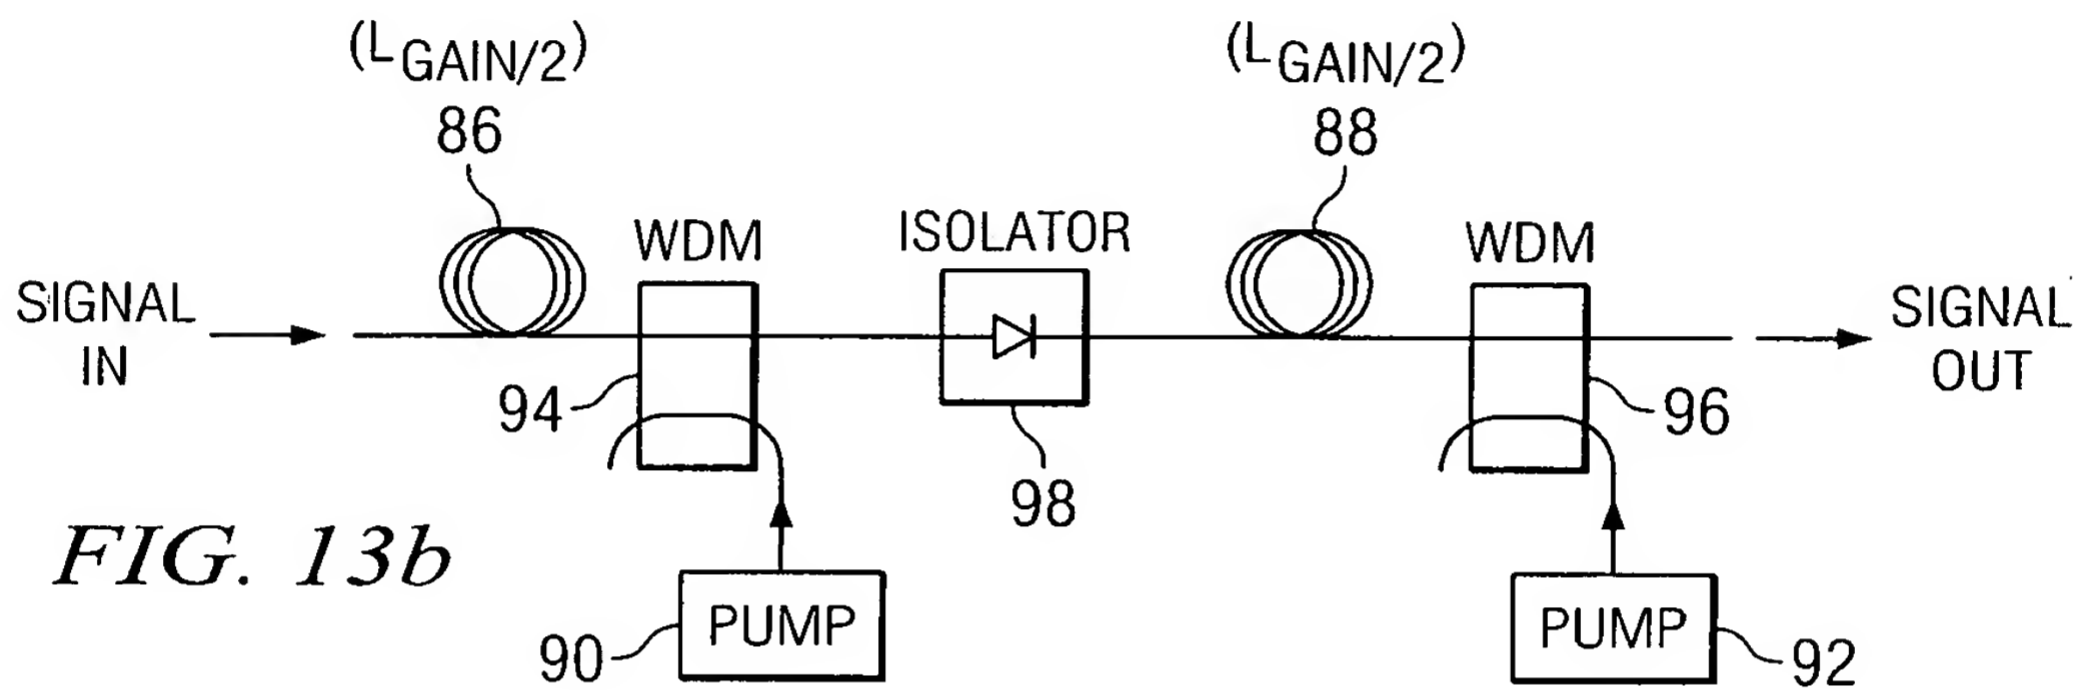 (LGAIN/2)
86
(LGAIN/2)
88
WDM
ISOLATOR
WDM
SIGNAL
IN
SIGNAL
OUT
94
96
98
FIG. 13b
PUMP
90
PUMP
92